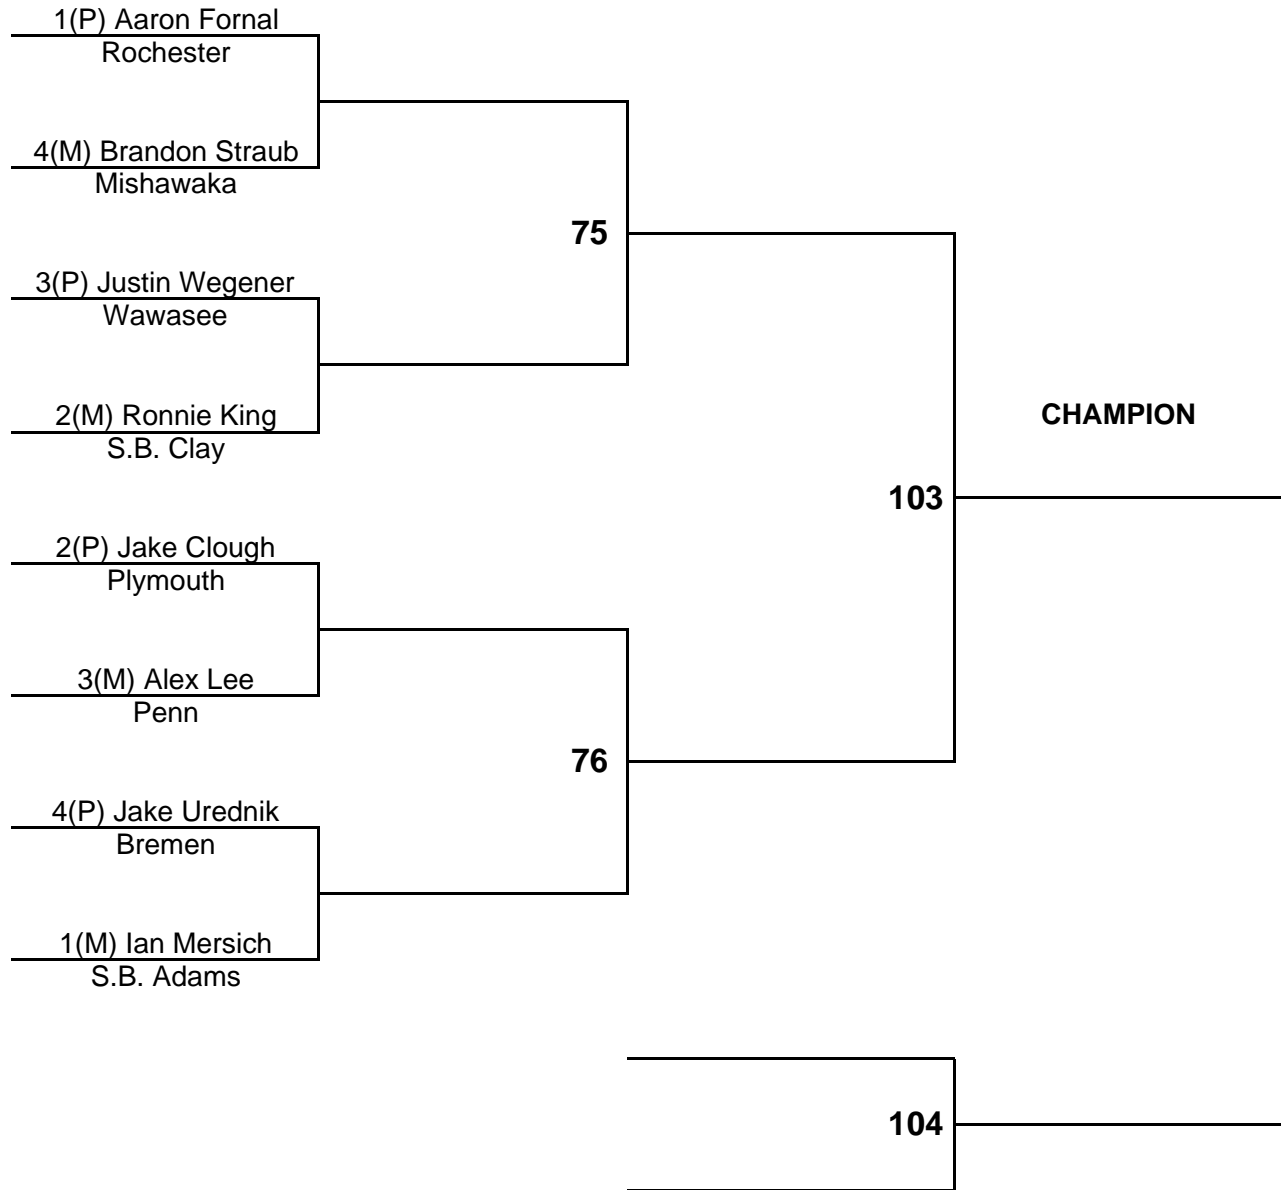 1(P) Aaron Fornal
Rochester
4(M) Brandon Straub
Mishawaka
75
3(P) Justin Wegener
Wawasee
2(M) Ronnie King
S.B. Clay
CHAMPION
103
2(P) Jake Clough
Plymouth
3(M) Alex Lee
Penn
76
4(P) Jake Urednik
Bremen
1(M) Ian Mersich
S.B. Adams
104